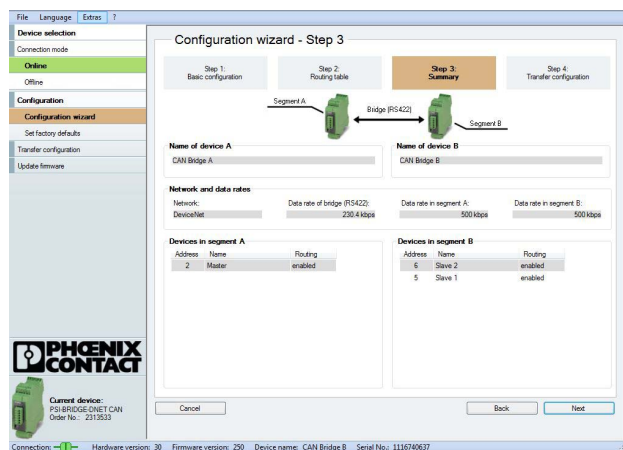 File Language Extras ?
Device selection
Connection mode
Online
Offline
Configuration
Configuration wizard
Set factory defaults
Transfer configuration
Update firmware
PHŒNIX
CONTACT
Current device:
PSI-BRIDGE-DNET CAN
Order No.: 2313533
Configuration wizard - Step 3
Step 1:
Basic configuration
Step 2:
Routing table
Step 3:
Summary
Step 4:
Transfer configuration
Segment A
Bridge (RS422)
Segment B
Name of device A
CAN Bridge A
Name of device B
CAN Bridge B
Network and data rates
Network: Data rate of bridge (RS422): Data rate in segment A: Data rate in segment B:
DeviceNet 230.4 kbps 500 kbps 500 kbps
Devices in segment A
Address Name Routing
2 Master enabled
Devices in segment B
Address Name Routing
6 Slave 2 enabled
5 Slave 1 enabled
Cancel Back Next
Connection: Hardware version: 30 Firmware version: 250 Device name: CAN Bridge B Serial No.: 1116740637